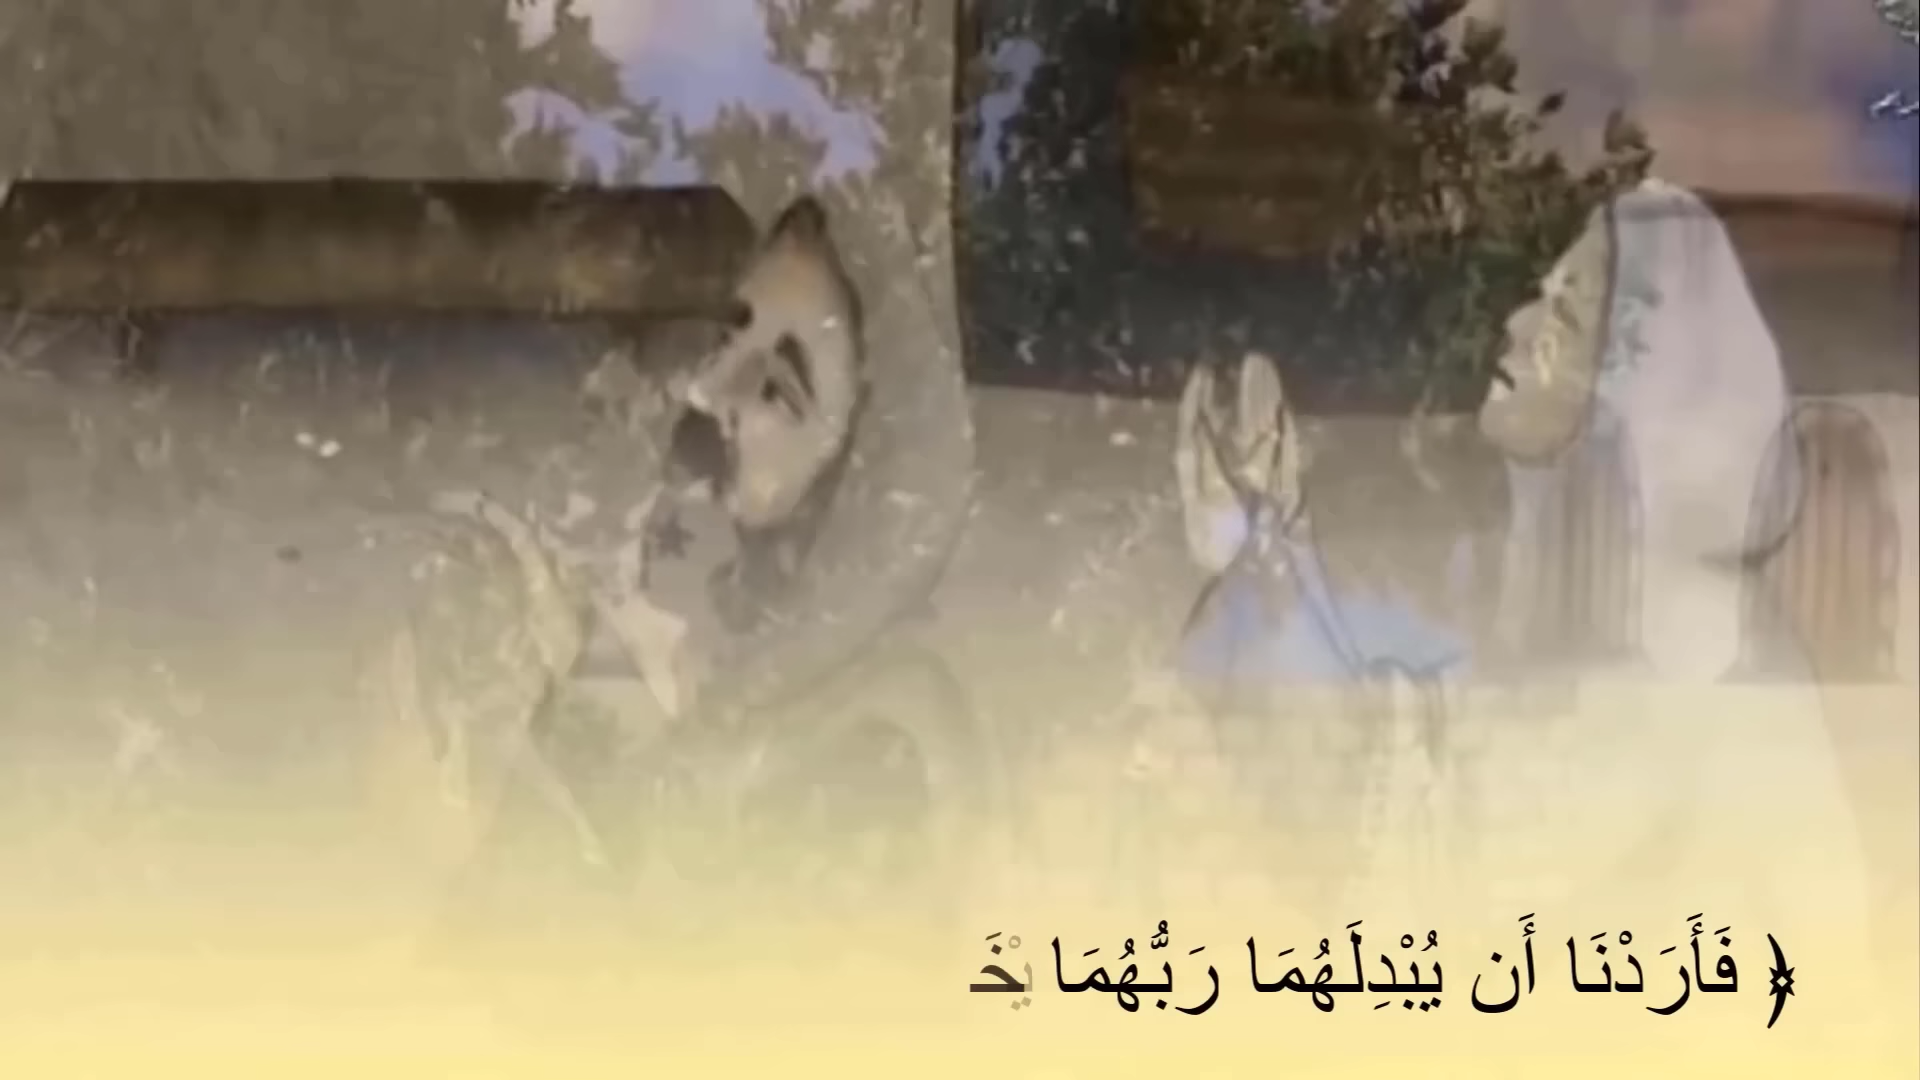 ﴿ فَأَرَدْنَا أَن يُبْدِلَهُمَا رَبُّهُمَا